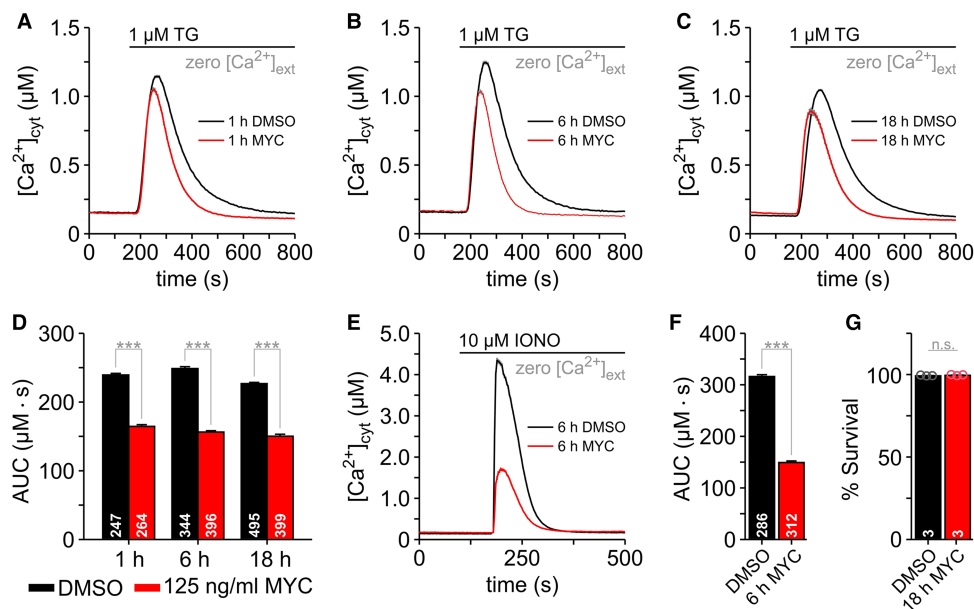 A
1 µM TG
zero [Ca²⁺]ext
1 h DMSO
1 h MYC
[Ca²⁺]cyt (µM)
1.5
1.0
0.5
0
0 200 400 600 800
time (s)
B
1 µM TG
zero [Ca²⁺]ext
6 h DMSO
6 h MYC
[Ca²⁺]cyt (µM)
1.5
1.0
0.5
0
0 200 400 600 800
time (s)
C
1 µM TG
zero [Ca²⁺]ext
18 h DMSO
18 h MYC
[Ca²⁺]cyt (µM)
1.5
1.0
0.5
0
0 200 400 600 800
time (s)
D
AUC (µM · s)
300
200
100
0
*** *** ***
247 264 344 396 495 399
1 h 6 h 18 h
DMSO 125 ng/ml MYC
E
10 µM IONO
zero [Ca²⁺]ext
6 h DMSO
6 h MYC
[Ca²⁺]cyt (µM)
5.0
4.0
3.0
2.0
1.0
0
0 250 500
time (s)
F
AUC (µM · s)
400
300
200
100
0
***
286 312
DMSO
6 h MYC
G
% Survival
100
50
0
n.s.
3 3
DMSO
18 h MYC